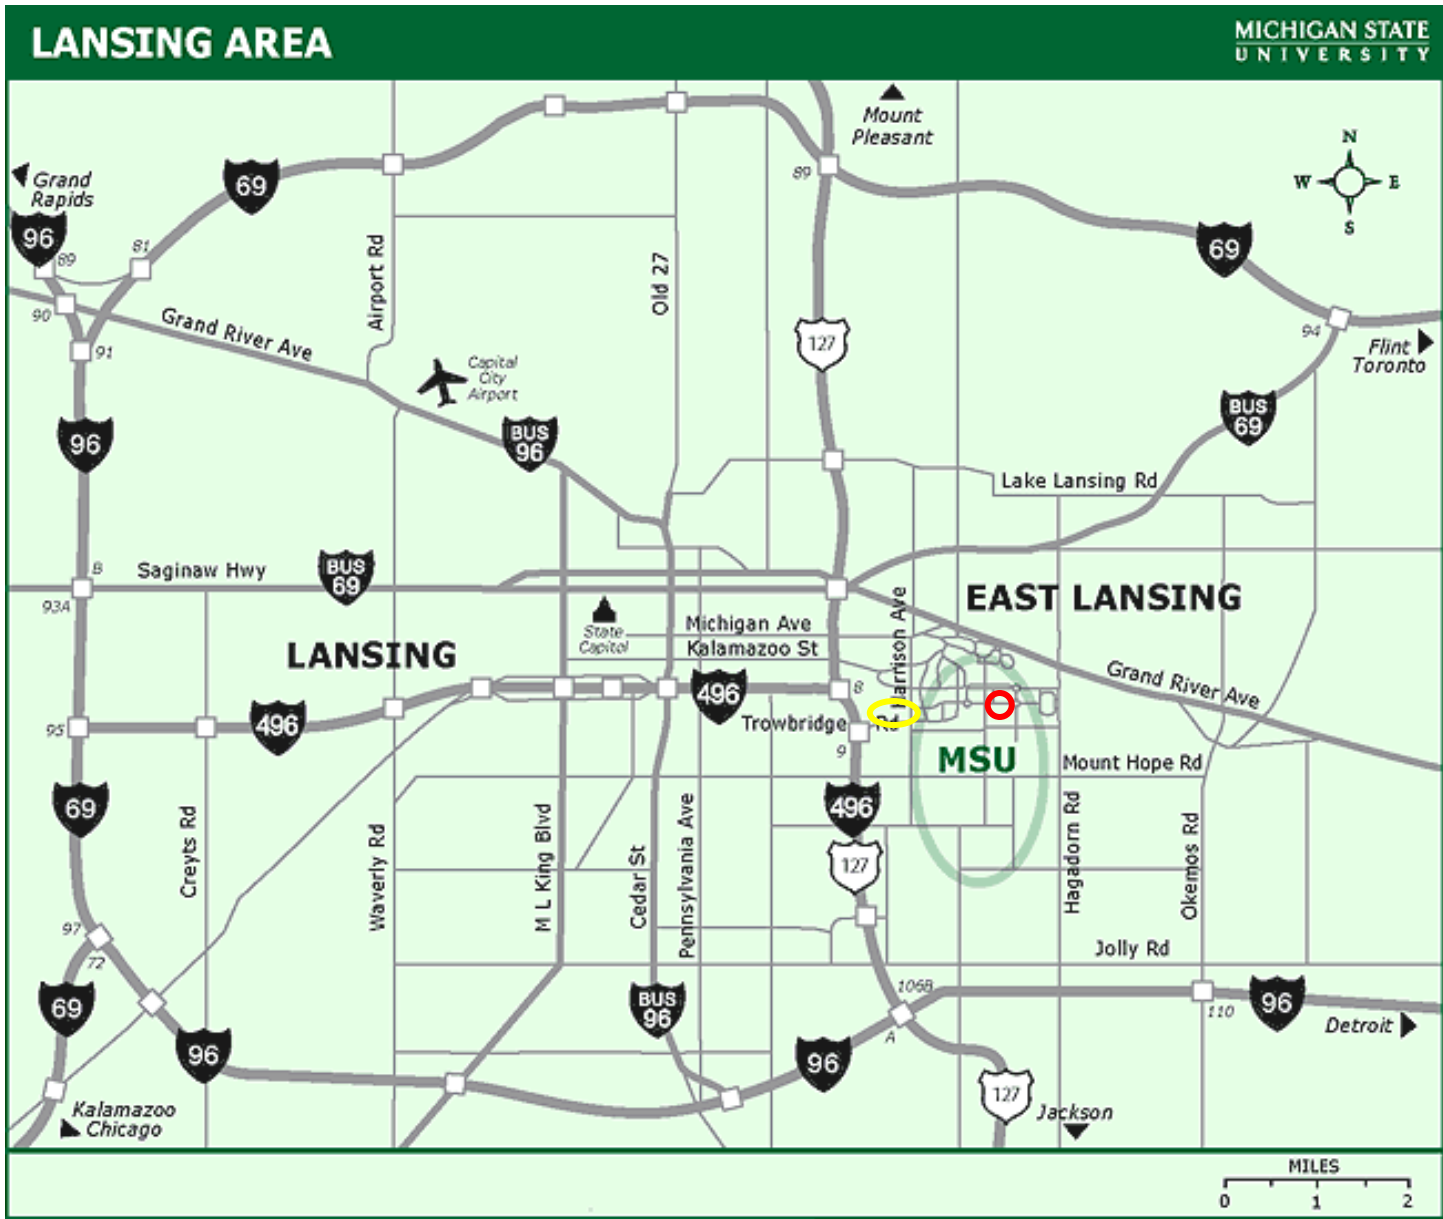 LANSING AREA
MICHIGAN STATE
UNIVERSITY
Mount
Pleasant
89
N
W
E
S
Grand
Rapids
69
96
89
81
69
Airport Rd
Old 27
90
Grand River Ave
91
127
94
Flint
Toronto
Capital
City
Airport
BUS
69
96
BUS
96
Lake Lansing Rd
B
Saginaw Hwy
BUS
69
93A
EAST LANSING
Harrison Ave
State
Capitol
Michigan Ave
Kalamazoo St
LANSING
Grand River Ave
496
8
95
496
Trowbridge
Rd
9
MSU
Mount Hope Rd
69
Creyts Rd
Waverly Rd
M L King Blvd
Cedar St
Pennsylvania Ave
496
127
Hagadorn Rd
Okemos Rd
97
72
Jolly Rd
69
BUS
96
106B
A
96
110
Detroit
96
96
127
Jackson
Kalamazoo
Chicago
MILES
0 1 2